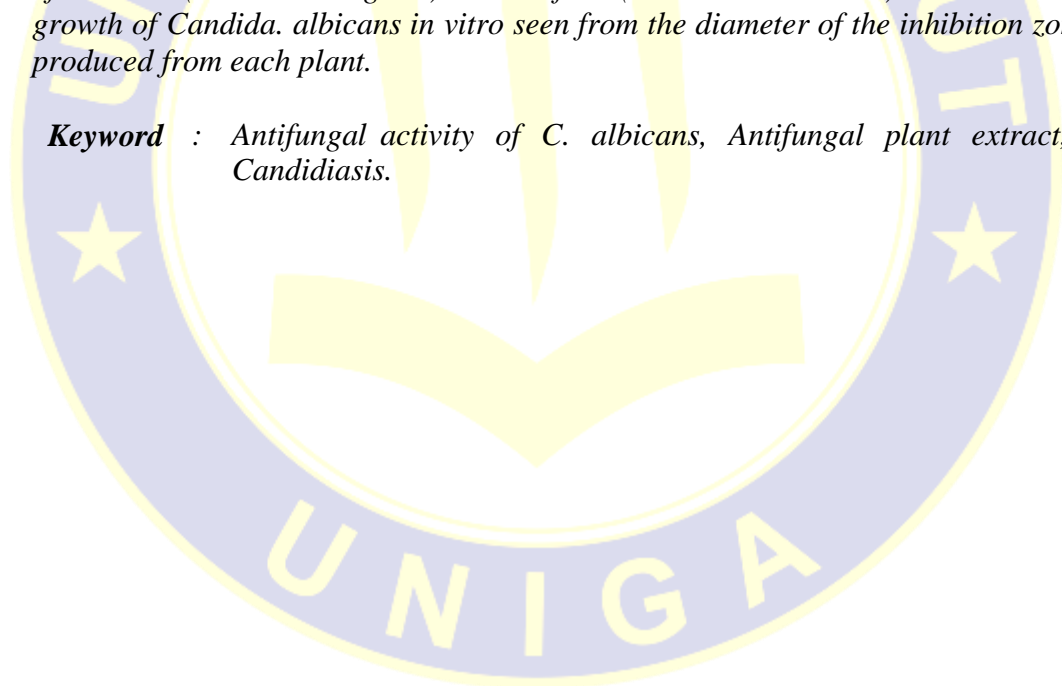 growth of Candida. albicans in vitro seen from the diameter of the inhibition
produced from each plant.
Keyword : Antifungal activity of C. albicans, Antifungal plant extract,
Candidiasis.
UNIGA